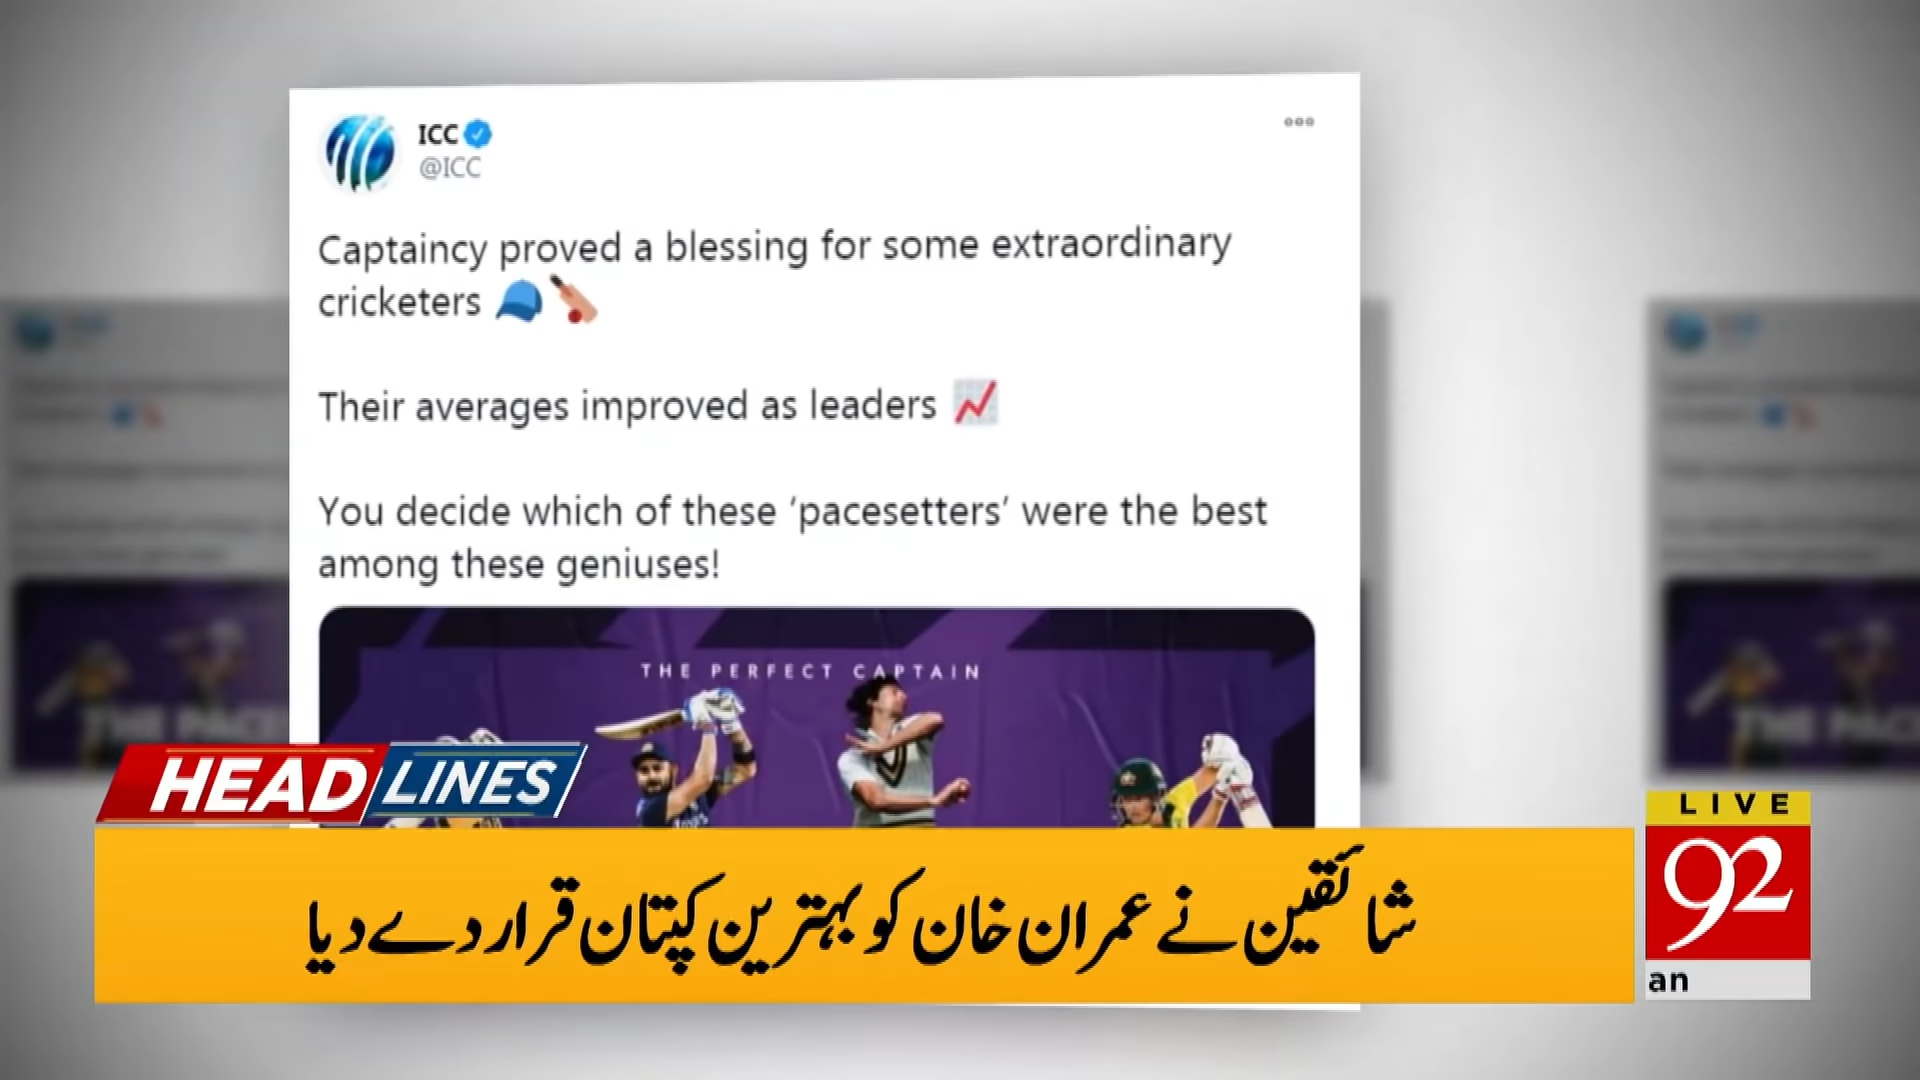 ICC
@ICC
Captaincy proved a blessing for some extraordinary
cricketers
Their averages improved as leaders
You decide which of these ‘pacesetters’ were the best
among these geniuses!
THE PERFECT CAPTAIN
HEADLINES
شائقین نے عمران خان کو بہترین کپتان قرار دے دیا
LIVE
92
an